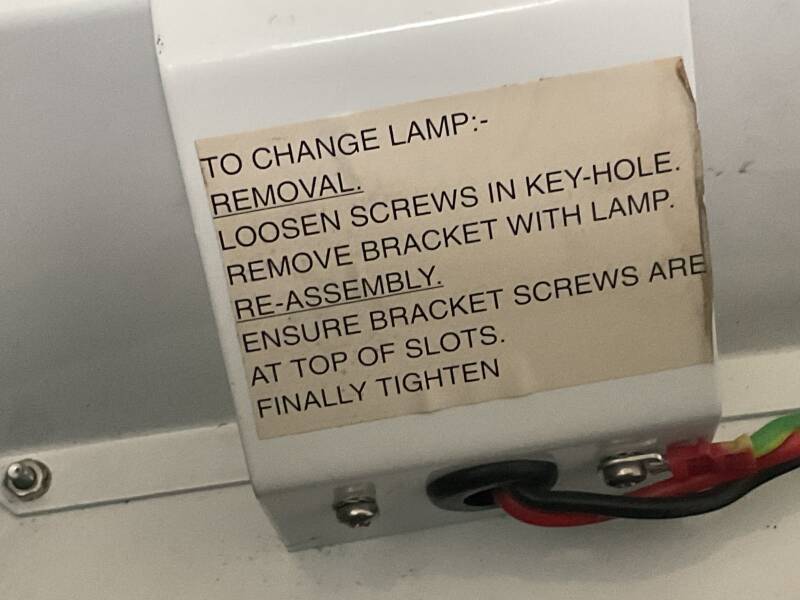 TO CHANGE LAMP:-
REMOVAL.
LOOSEN SCREWS IN KEY-HOLE.
REMOVE BRACKET WITH LAMP.
RE-ASSEMBLY.
ENSURE BRACKET SCREWS ARE
AT TOP OF SLOTS.
FINALLY TIGHTEN